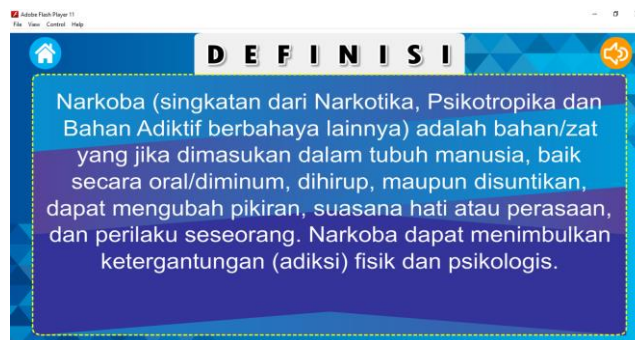 Adobe Flash Player 11
File View Control Help
DEFINISI
Narkoba (singkatan dari Narkotika, Psikotropika dan
Bahan Adiktif berbahaya lainnya) adalah bahan/zat
yang jika dimasukan dalam tubuh manusia, baik
secara oral/diminum, dihirup, maupun disuntikan,
dapat mengubah pikiran, suasana hati atau perasaan,
dan perilaku seseorang. Narkoba dapat menimbulkan
ketergantungan (adiksi) fisik dan psikologis.